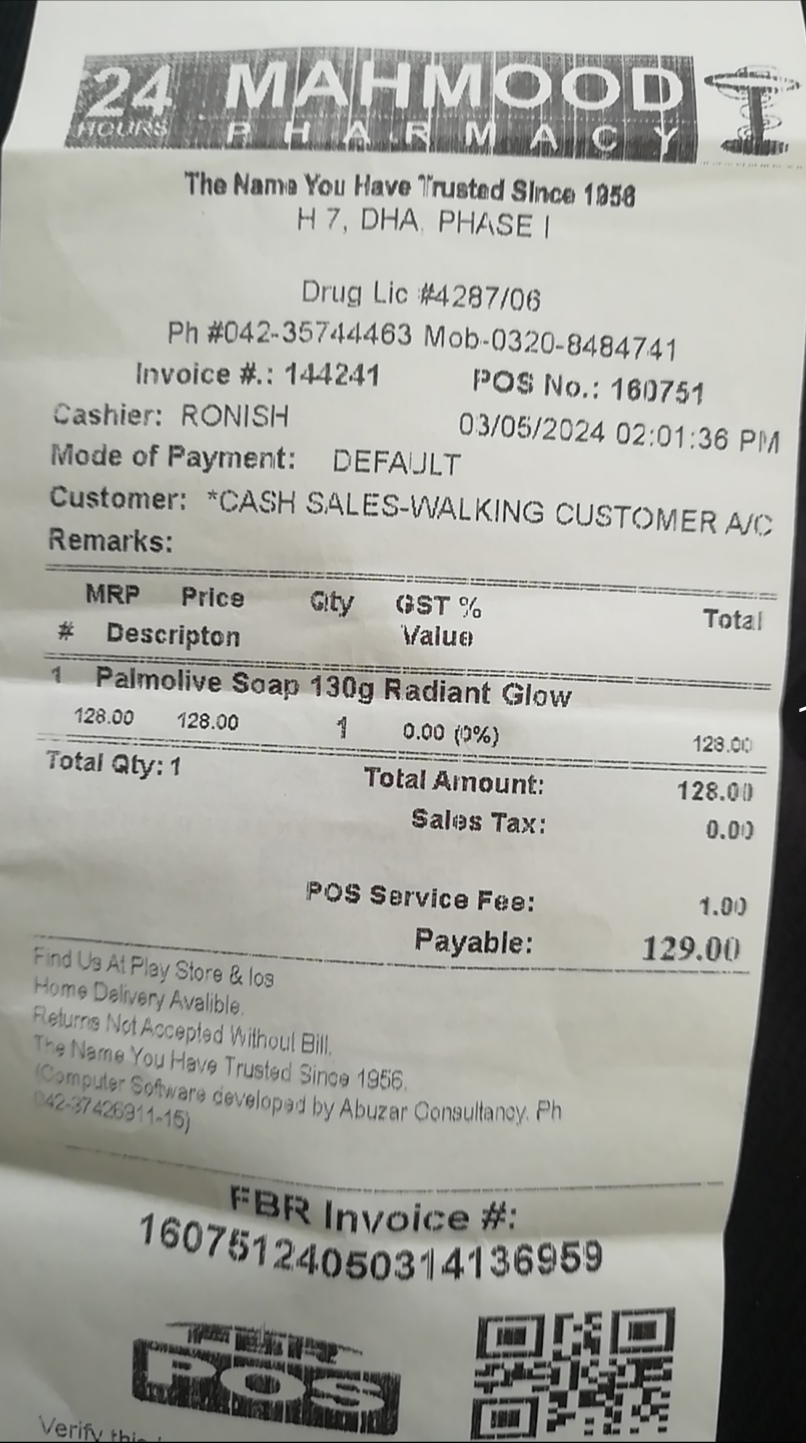 24 HOURS MAHMOOD PHARMACY
The Name You Have Trusted Since 1956
H 7, DHA, PHASE I
Drug Lic #4287/06
Ph #042-35744463 Mob-0320-8484741
Invoice #.: 144241 POS No.: 160751
Cashier: RONISH 03/05/2024 02:01:36 PM
Mode of Payment: DEFAULT
Customer: *CASH SALES-WALKING CUSTOMER A/C
Remarks:
MRP Price Qty GST % Total
# Descripton Value
1 Palmolive Soap 130g Radiant Glow
128.00 128.00 1 0.00 (0%) 128.00
Total Qty: 1 Total Amount: 128.00
Sales Tax: 0.00
POS Service Fee: 1.00
Payable: 129.00
Find Us At Play Store & Ios
Home Delivery Avalible.
Returns Not Accepted Without Bill.
The Name You Have Trusted Since 1956.
(Computer Software developed by Abuzar Consultancy. Ph
042-37426911-15)
FBR Invoice #:
16075124050314136959
FBR
POS
Verify